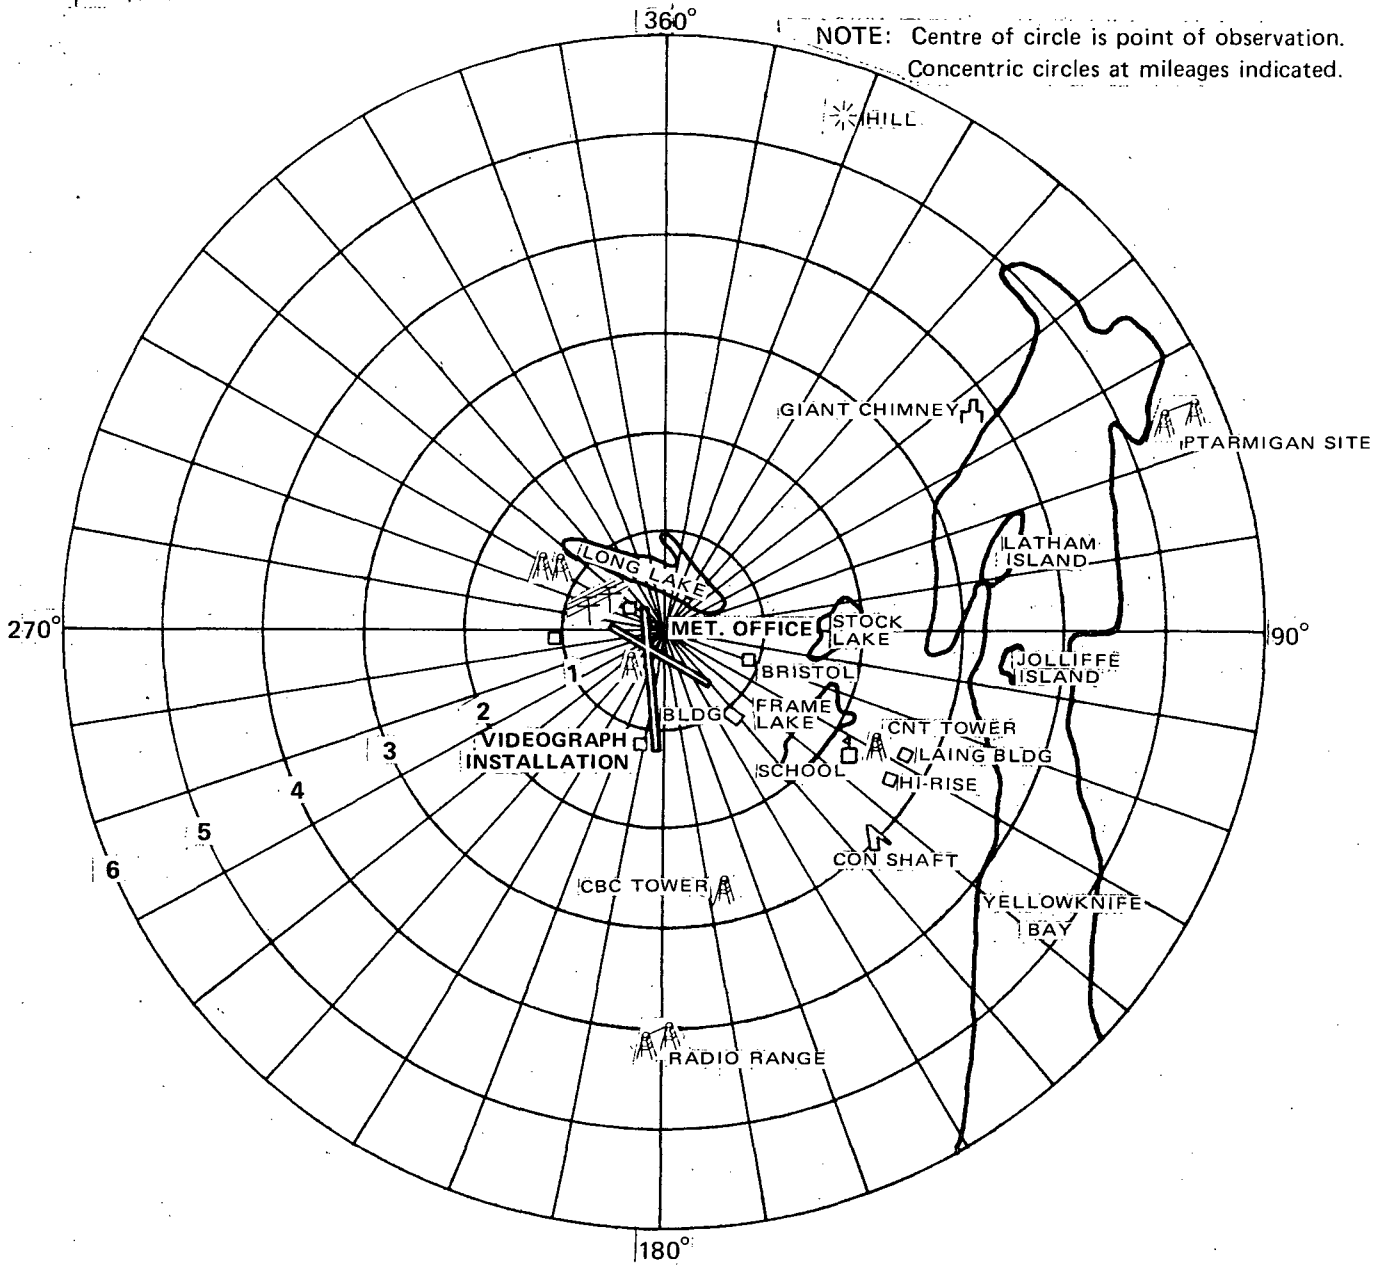 360°
NOTE: Centre of circle is point of observation.
Concentric circles at mileages indicated.
HILL
GIANT CHIMNEY
PTARMIGAN SITE
LATHAM
ISLAND
LONG LAKE
270°
MET. OFFICE
STOCK
LAKE
90°
JOLLIFFE
ISLAND
BRISTOL
1
2
3
4
5
6
BLDG
FRAME
LAKE
VIDEOGRAPH
INSTALLATION
CNT TOWER
LAING BLDG
SCHOOL
HI-RISE
CON SHAFT
CBC TOWER
YELLOWKNIFE
BAY
RADIO RANGE
180°